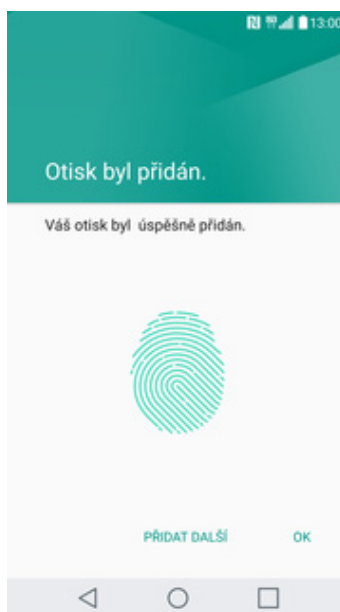 13:00
Otisk byl přidán.
Váš otisk byl úspěšně přidán.
PŘIDAT DALŠÍ OK